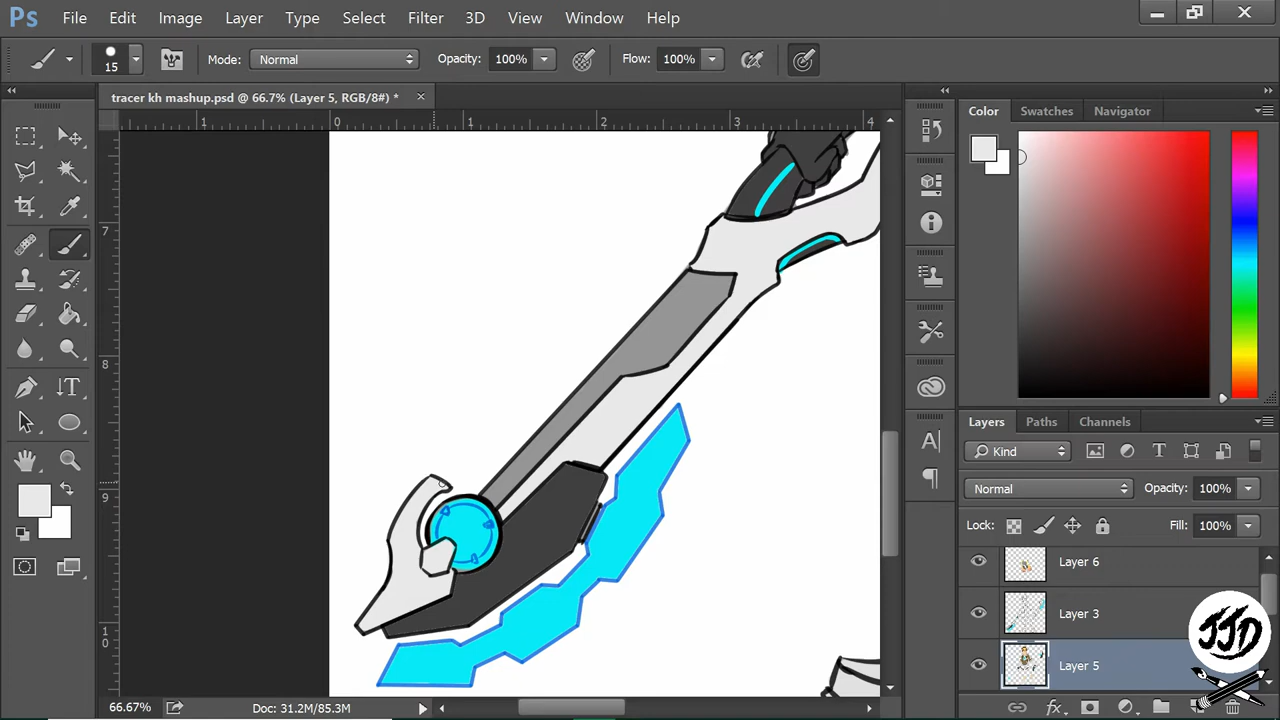 Ps File Edit Image Layer Type Select Filter 3D View Window Help
15 Mode: Normal Opacity: 100% Flow: 100%
tracer kh mashup.psd @ 66.7% (Layer 5, RGB/8#) *
1 0 1 2 3 4
7
8
9
10
Color Swatches Navigator
Layers Paths Channels
Kind
Normal Opacity: 100%
Lock: Fill: 100%
Layer 6
Layer 3
Layer 5
JJD
66.67% Doc: 31.2M/85.3M